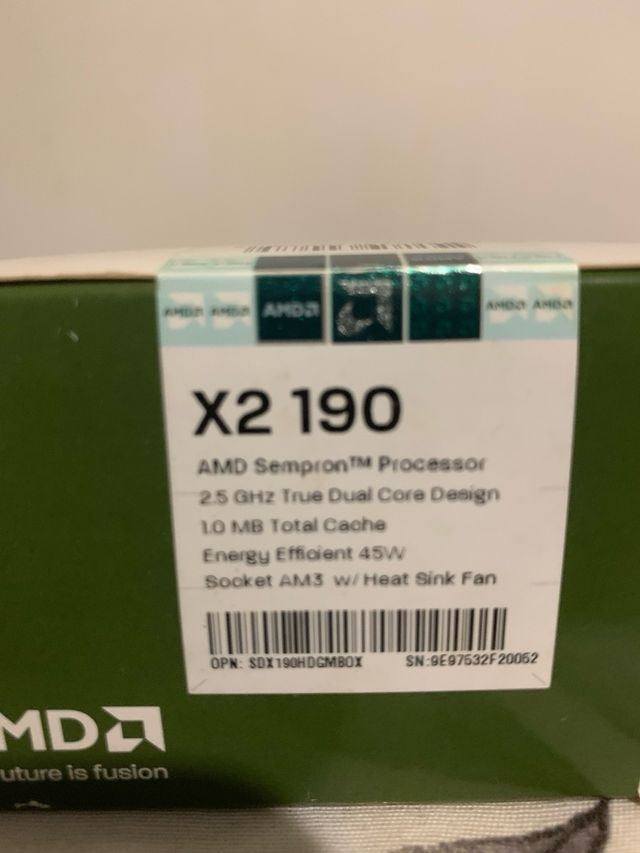 AMD AMD AMD AMD AMD
X2 190
AMD Sempron™ Processor
2.5 GHz True Dual Core Design
1.0 MB Total Cache
Energy Efficient 45W
Socket AM3 w/ Heat Sink Fan
OPN: SDX190HDGMBOX SN:9E97532F20052
MD
uture is fusion